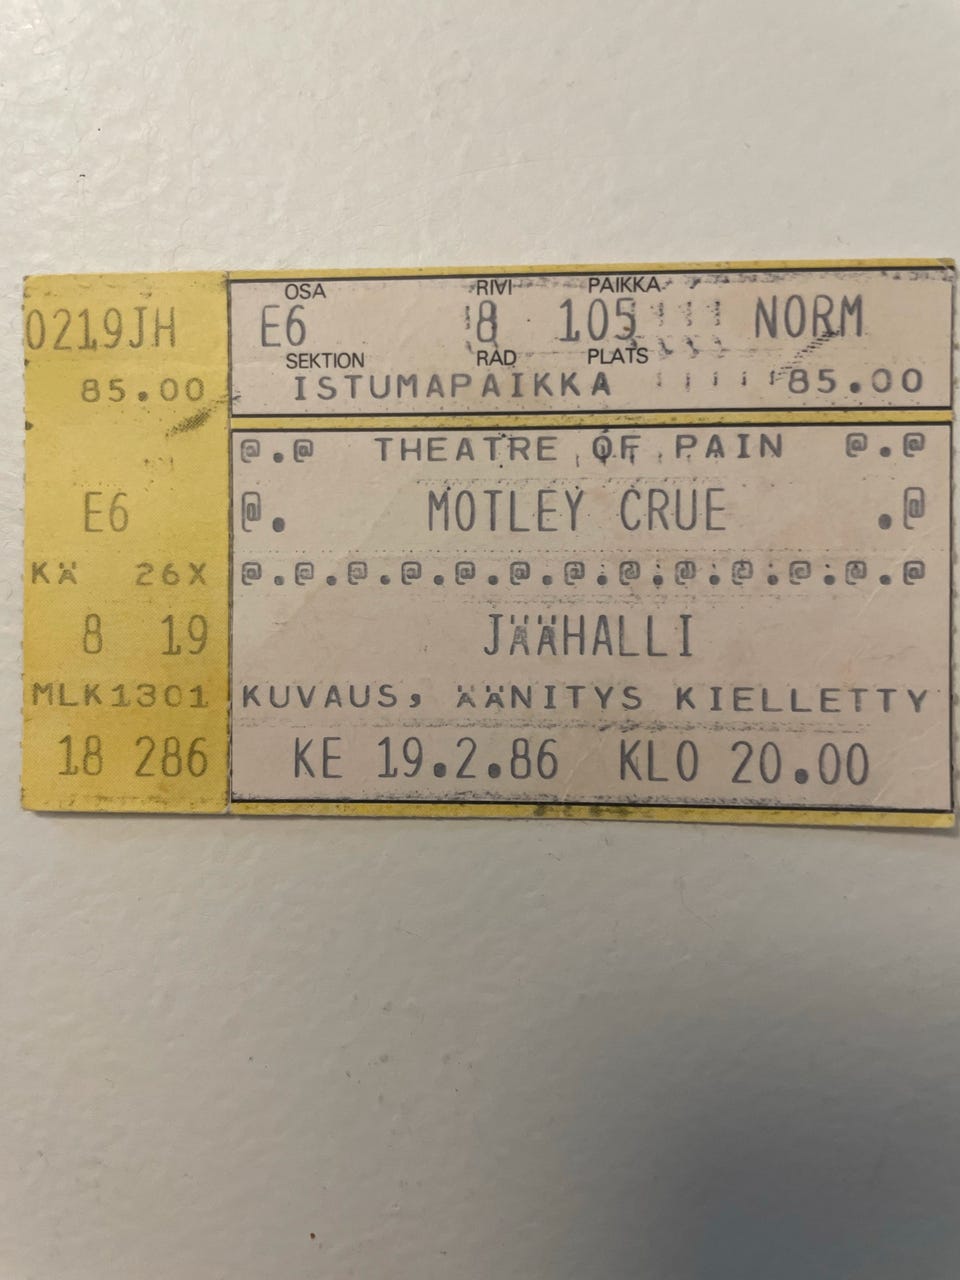 0219JH
85.00
E6
KÄ 26X
8 19
MLK1301
18 286
OSA RIVI PAIKKA
E6 8 105 NORM
SEKTION RAD PLATS
ISTUMAPAIKKA 85.00
@.@ THEATRE OF PAIN @.@
@. MOTLEY CRUE .@
@.@.@.@.@.@.@.@.@.@.@.@.@
JÄÄHALLI
KUVAUS, ÄÄNITYS KIELLETTY
KE 19.2.86 KLO 20.00